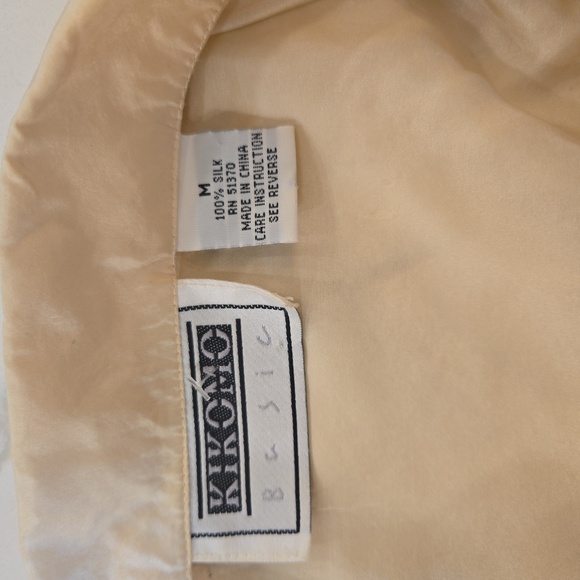 M
100% SILK
RN 51370
MADE IN CHINA
CARE INSTRUCTION
SEE REVERSE
KIKOMO
Basic